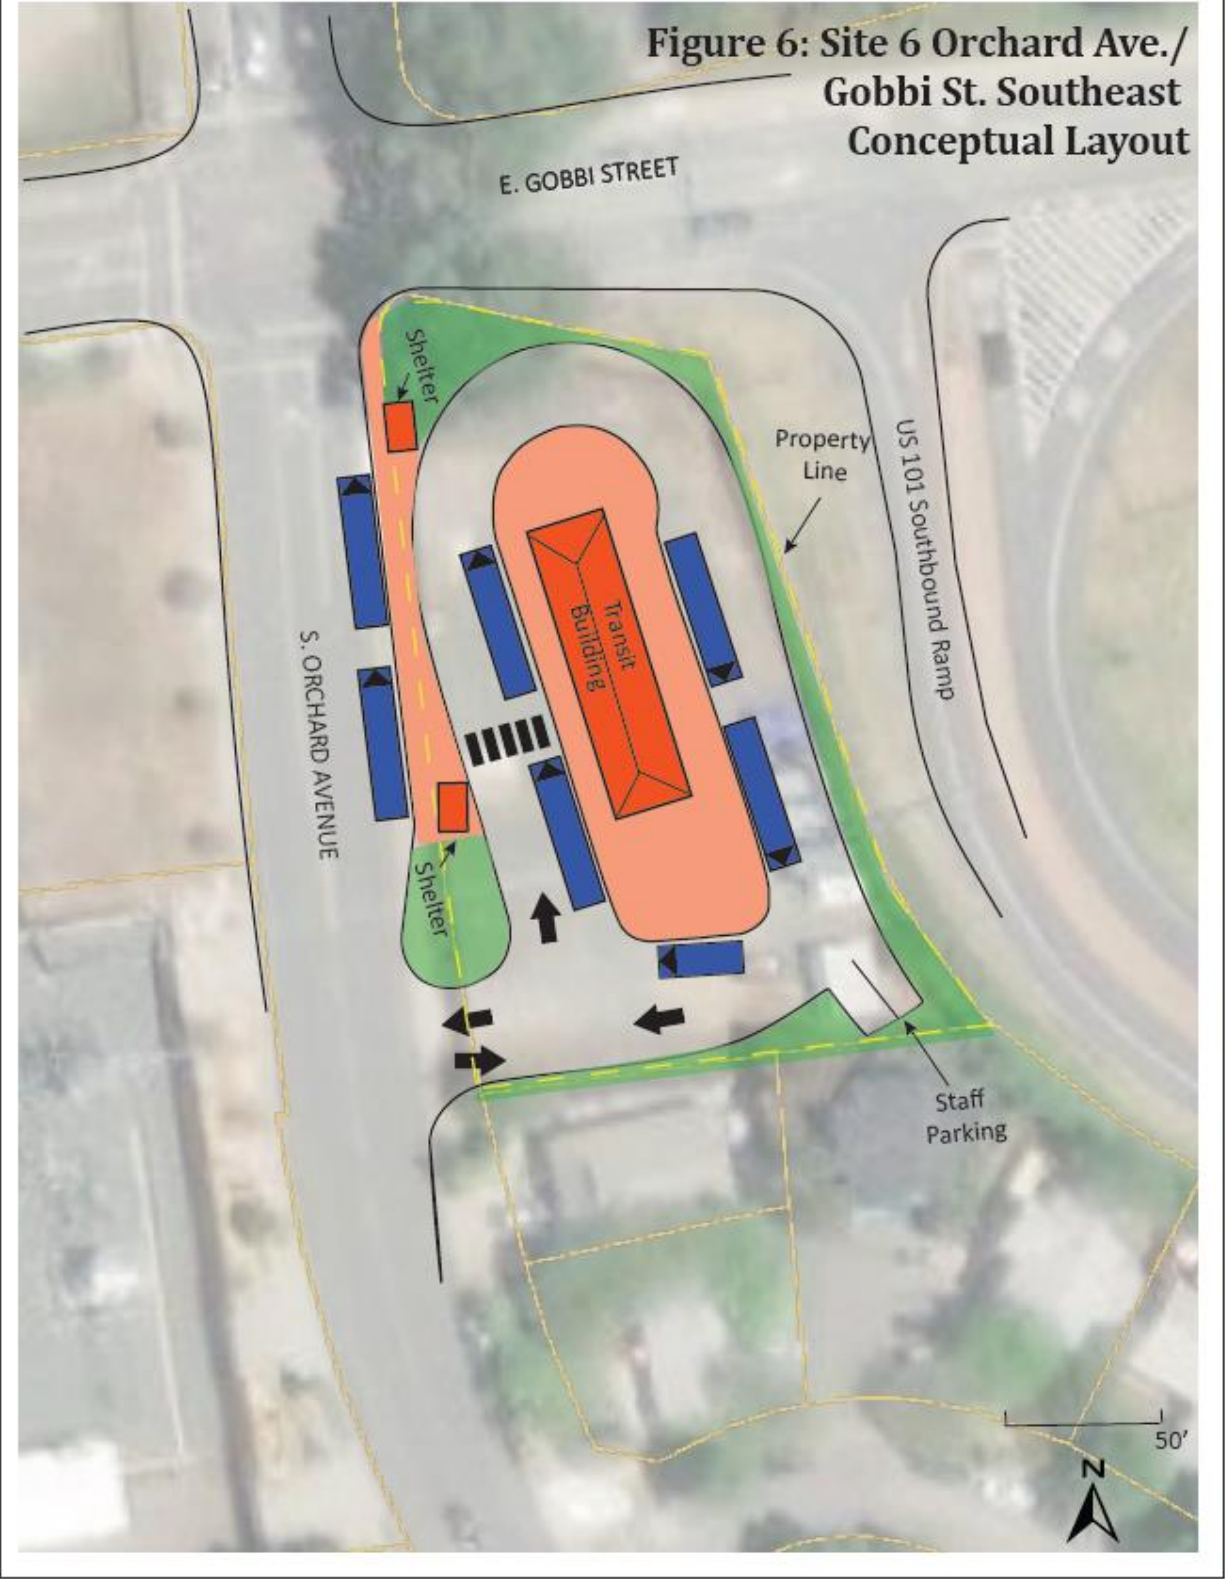 Figure 6: Site 6 Orchard Ave./
Gobbi St. Southeast
Conceptual Layout
E. GOBBI STREET
Shelter
Property
Line
US 101 Southbound Ramp
Transit
Building
S. ORCHARD AVENUE
Shelter
Staff
Parking
50'
N